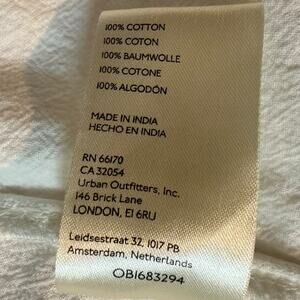 100% COTTON
100% COTON
100% BAUMWOLLE
100% COTONE
100% ALGODÓN
MADE IN INDIA
HECHO EN INDIA
RN 66170
CA 32054
Urban Outfitters, Inc.
146 Brick Lane
LONDON, E1 6RU
Leidsestraat 32, 1017 PB
Amsterdam, Netherlands
OB1683294